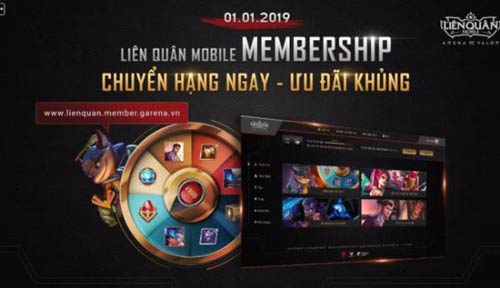 01.01.2019
LIÊN QUÂN
MOBILE
ARENA OF VALOR
LIÊN QUÂN MOBILE MEMBERSHIP
CHUYỂN HẠNG NGAY - ƯU ĐÃI KHỦNG
www.lienquan.member.garena.vn